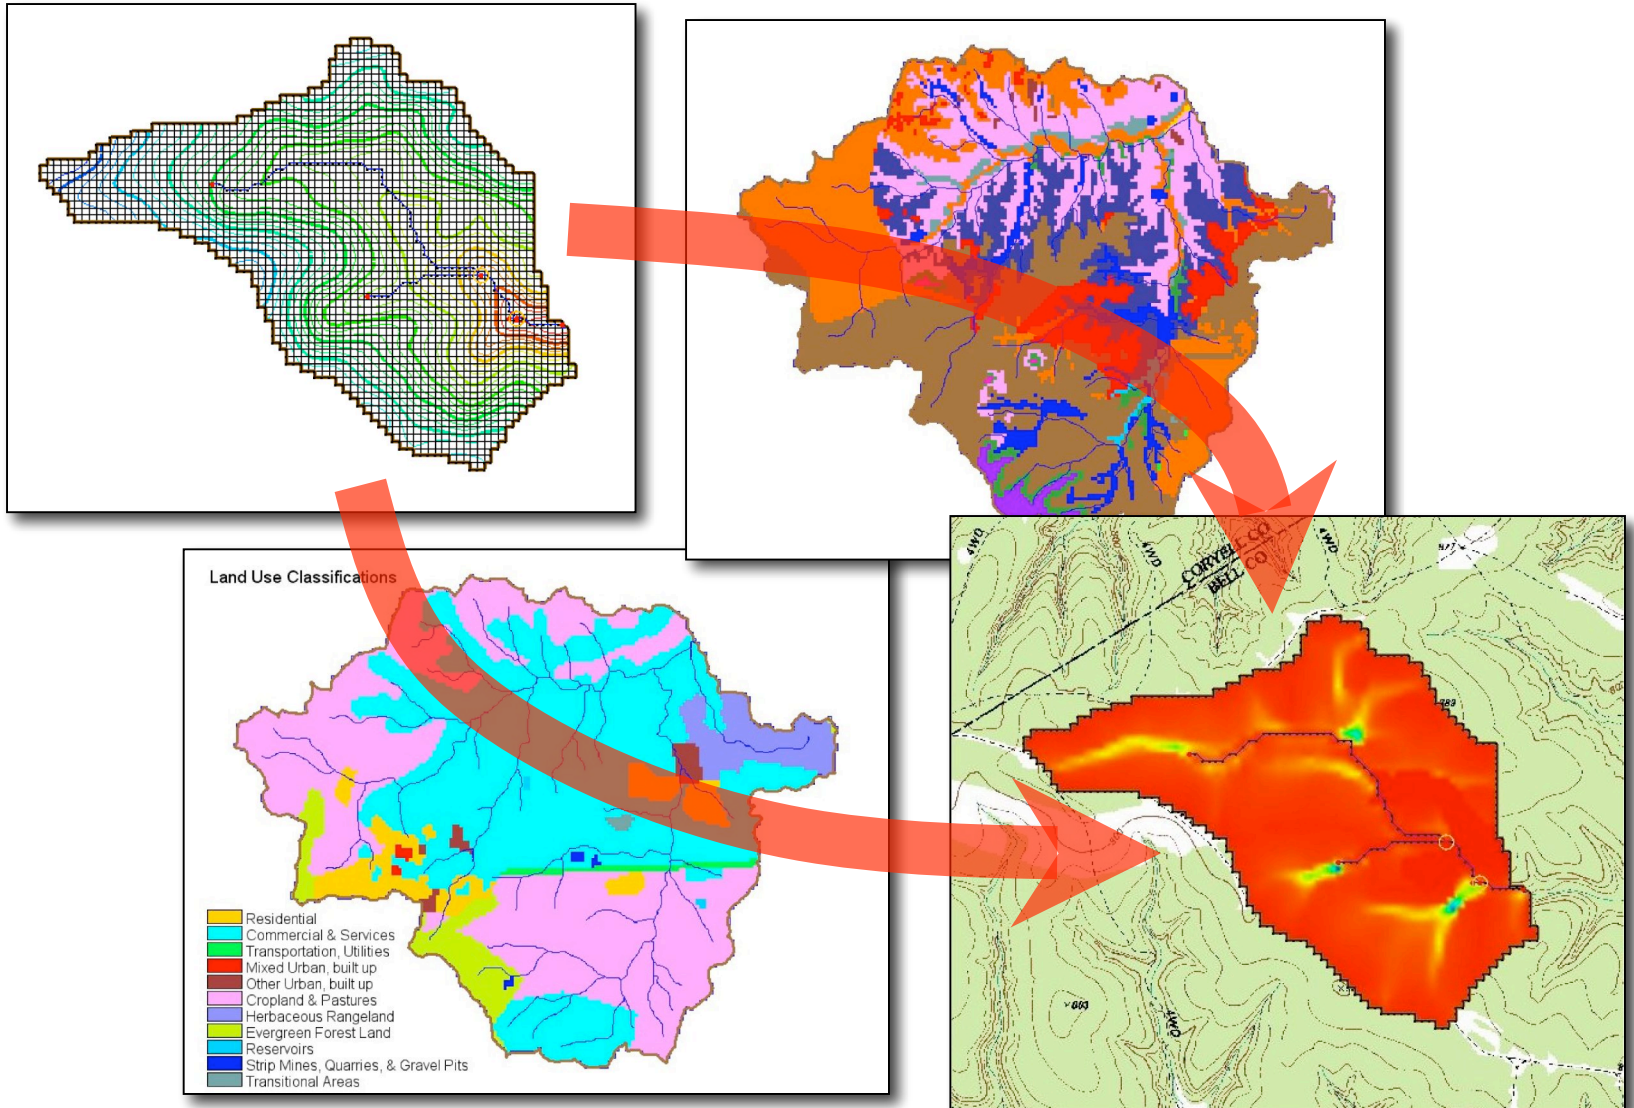 Land Use Classifications
Residential
Commercial & Services
Transportation, Utilities
Mixed Urban, built up
Other Urban, built up
Cropland & Pastures
Herbaceous Rangeland
Evergreen Forest Land
Reservoirs
Strip Mines, Quarries, & Gravel Pits
Transitional Areas
4WD
4WD
4WD
CORYELL CO
BELL CO
4WD